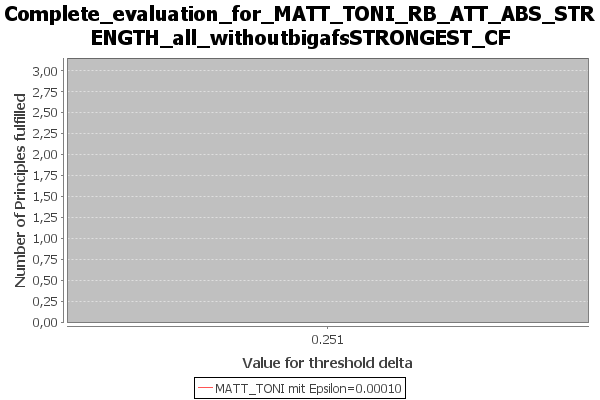 Complete_evaluation_for_MATT_TONI_RB_ATT_ABS_STR
ENGTH_all_withoutbigafsSTRONGEST_CF
Number of Principles fulfilled
3,00
2,75
2,50
2,25
2,00
1,75
1,50
1,25
1,00
0,75
0,50
0,25
0,00
0.251
Value for threshold delta
MATT_TONI mit Epsilon=0.00010